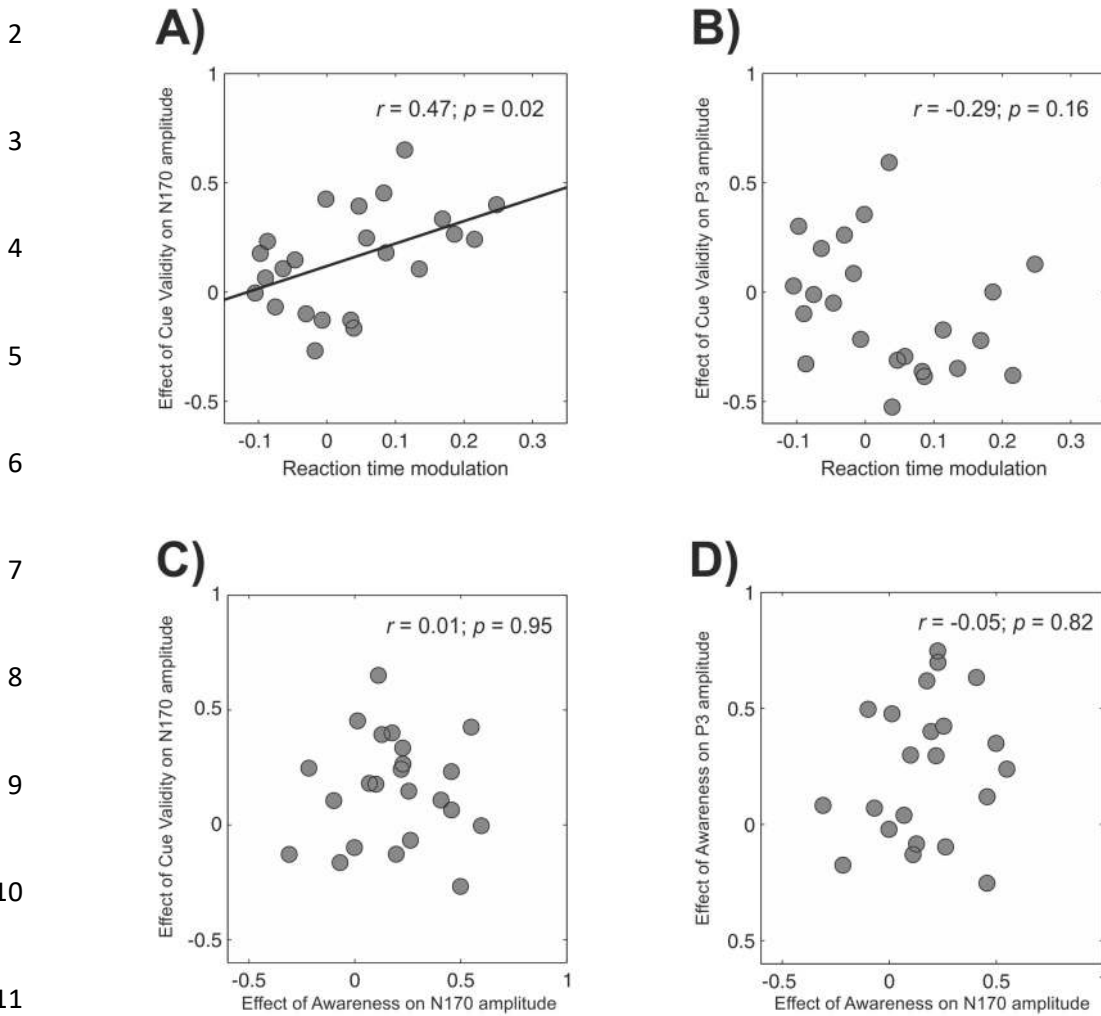 2
3
4
5
6
7
8
9
10
11
A)
r = 0.47; p = 0.02
Effect of Cue Validity on N170 amplitude
1
0.5
0
-0.5
-0.1 0 0.1 0.2 0.3
Reaction time modulation
B)
r = -0.29; p = 0.16
Effect of Cue Validity on P3 amplitude
1
0.5
0
-0.5
-0.1 0 0.1 0.2 0.3
Reaction time modulation
C)
r = 0.01; p = 0.95
Effect of Cue Validity on N170 amplitude
1
0.5
0
-0.5
-0.5 0 0.5 1
Effect of Awareness on N170 amplitude
D)
r = -0.05; p = 0.82
Effect of Awareness on P3 amplitude
1
0.5
0
0.5
-0.5 0 0.5 1
Effect of Awareness on N170 amplitude